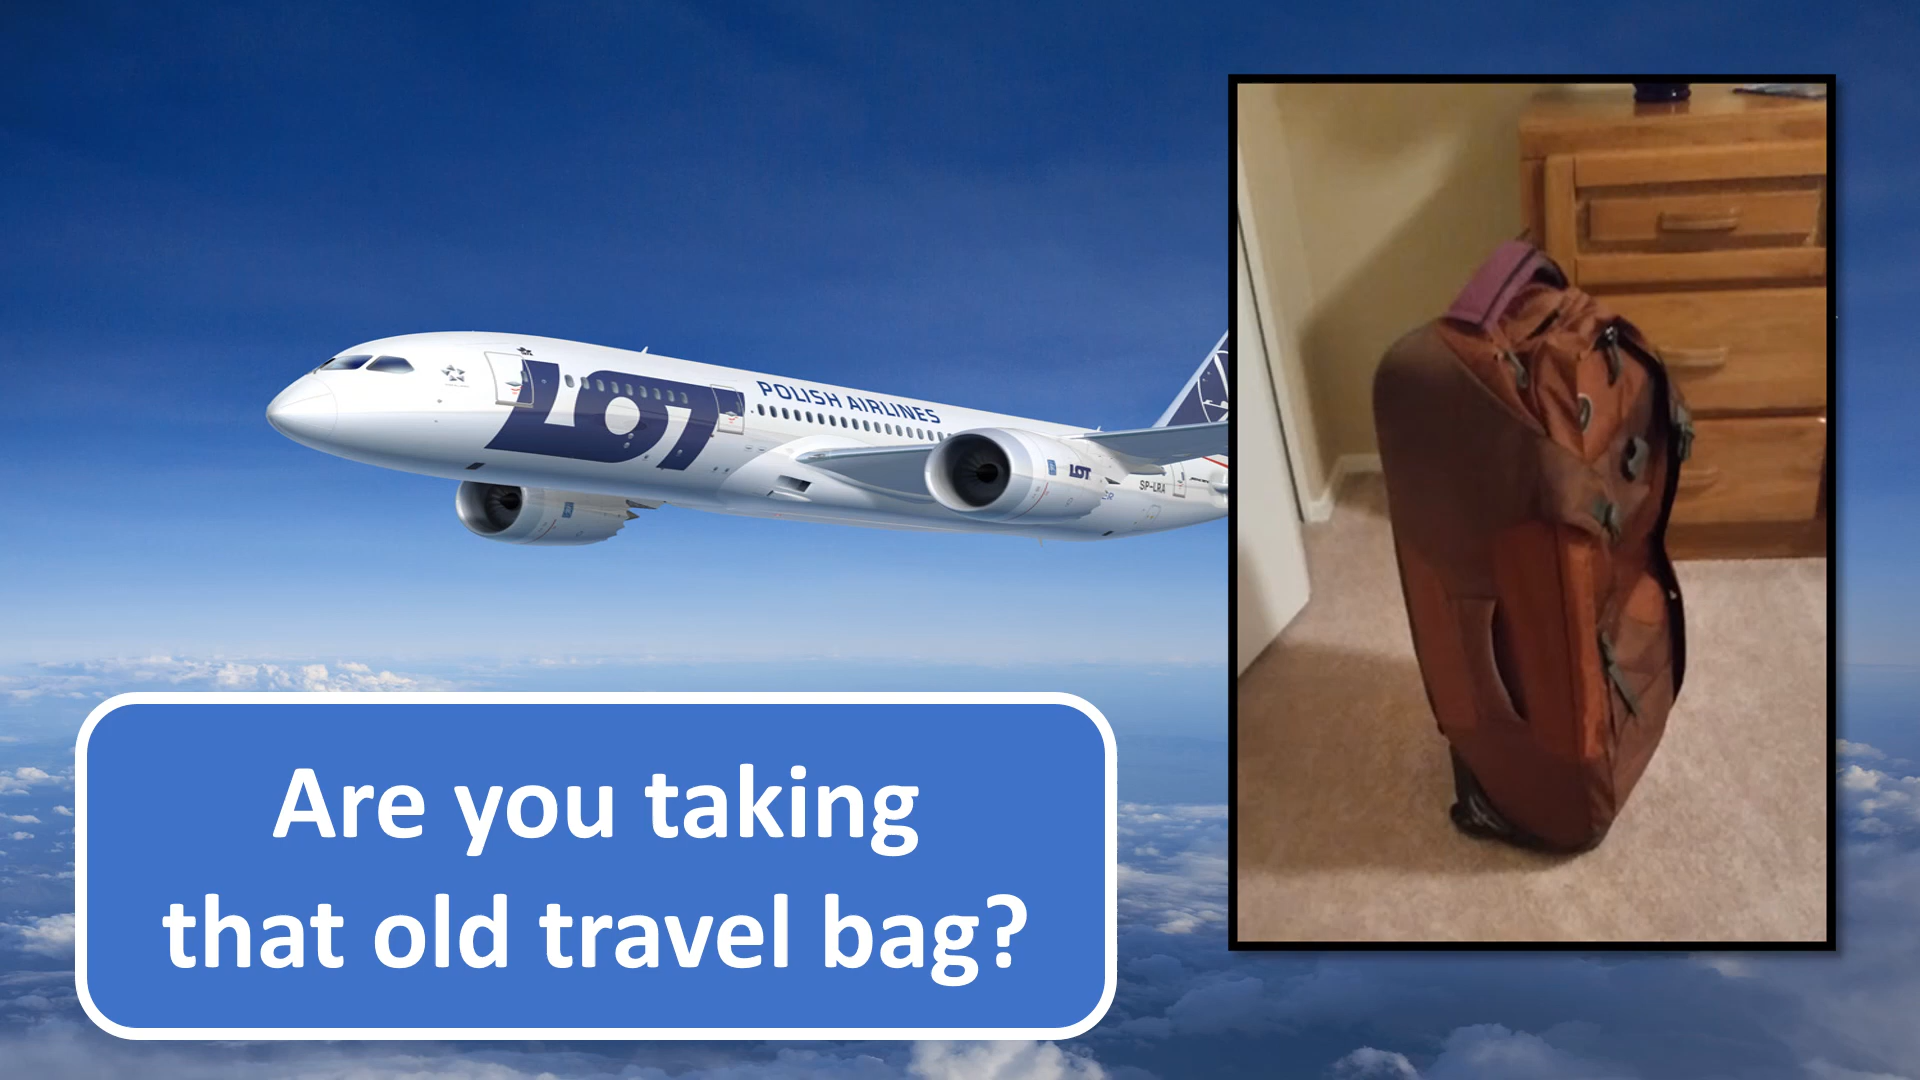 LOT
POLISH AIRLINES
LOT
SP-LRA
Are you taking
that old travel bag?